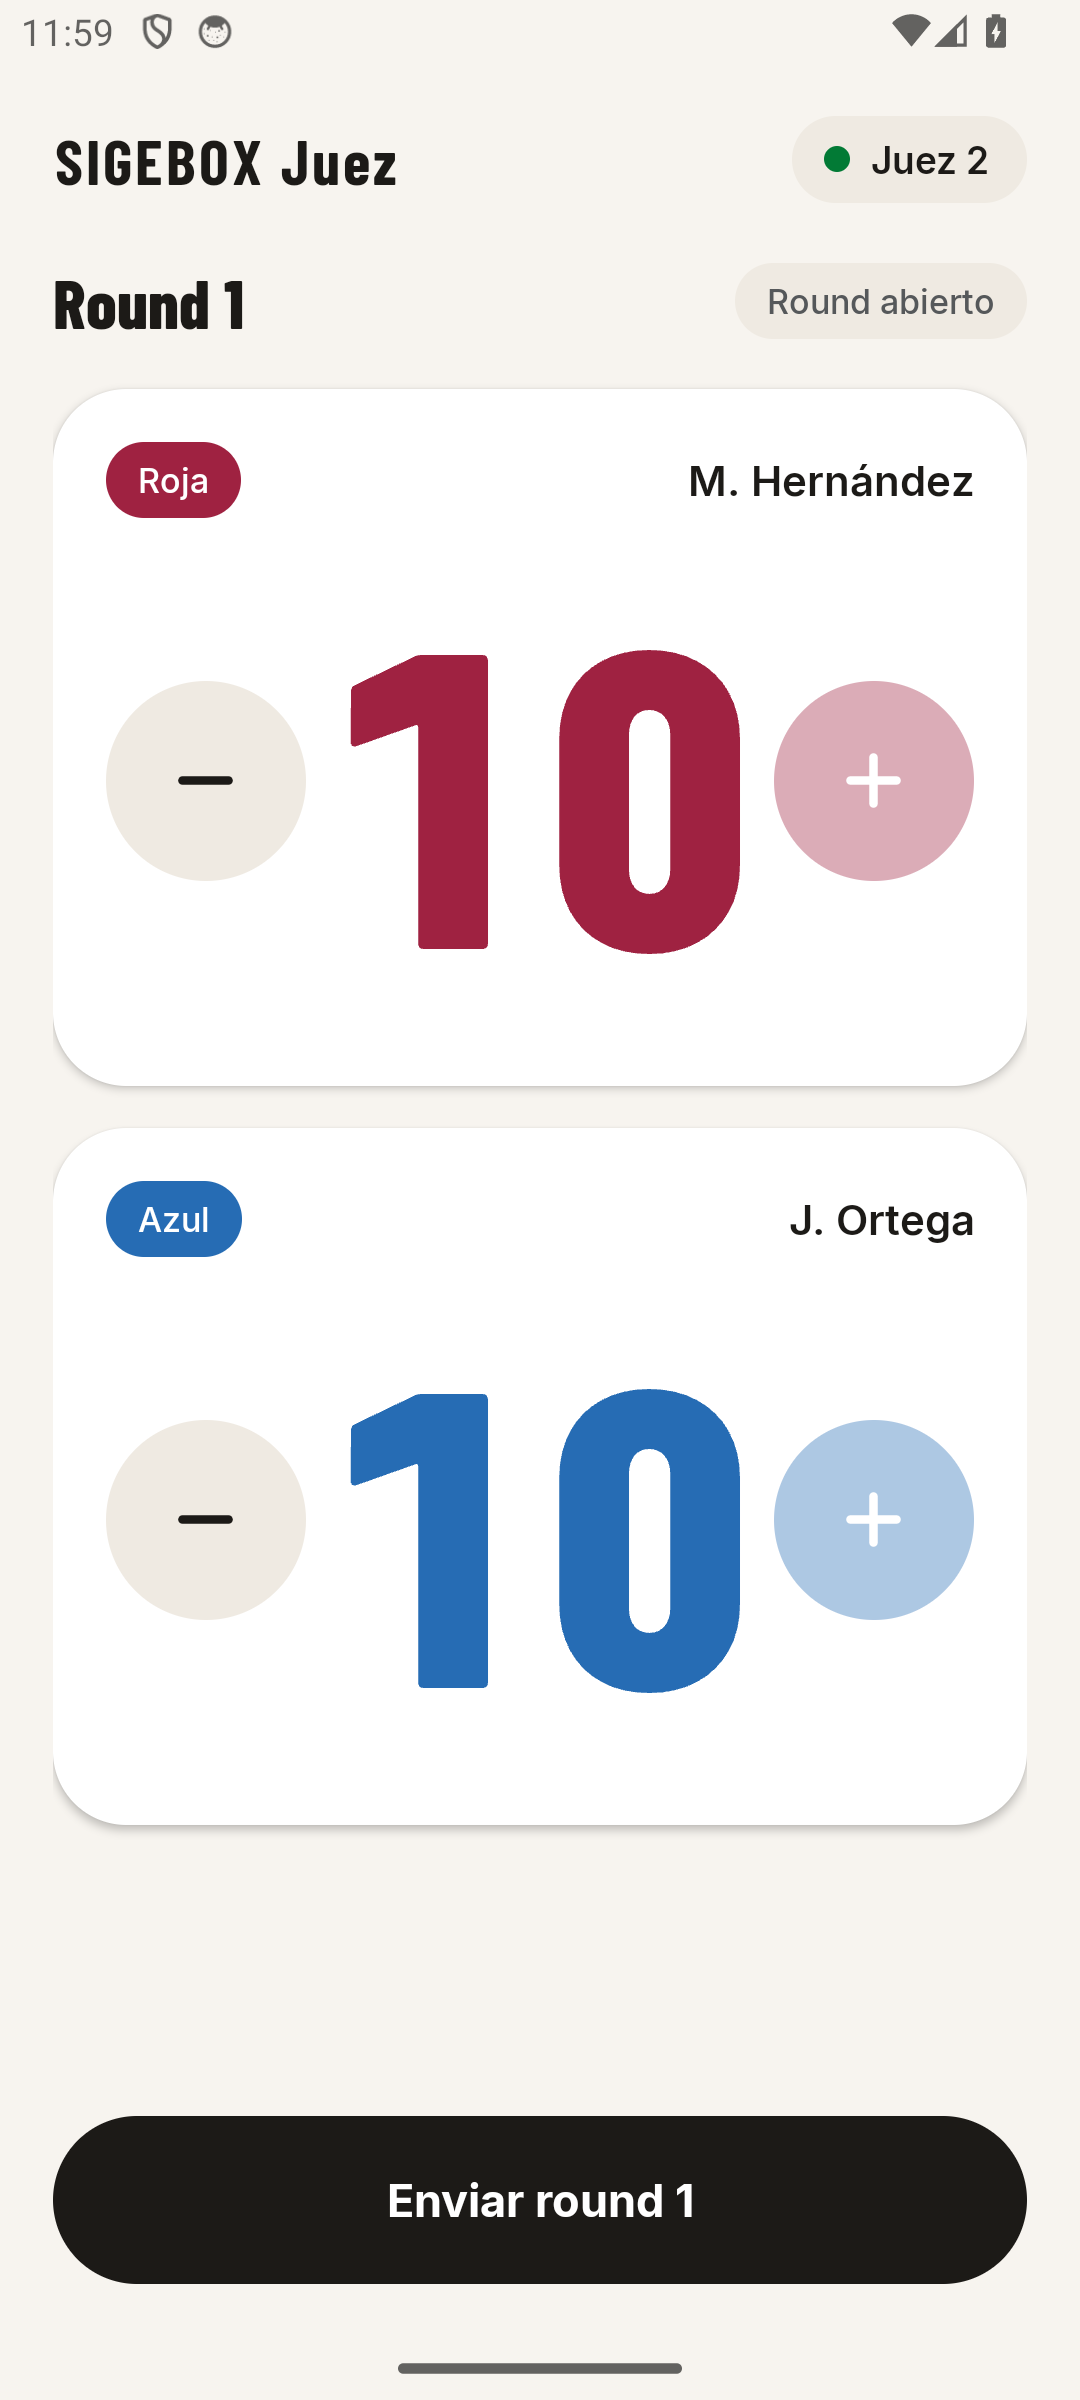 11:59
SIGEBOX Juez
Juez 2
Round 1
Round abierto
Roja
M. Hernández
− 10 +
Azul
J. Ortega
− 10 +
Enviar round 1